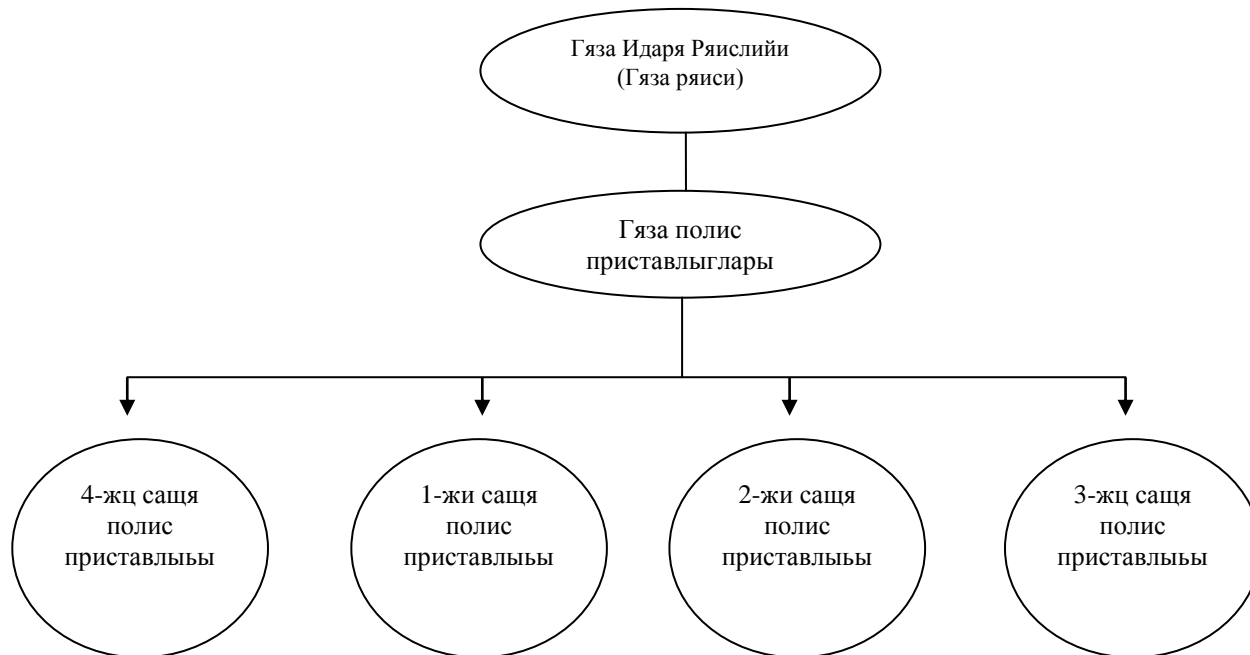 Гяза Идаря Ряислийи
(Гяза ряиси)
Гяза полис
приставлыглары
4-жц сащя
полис
приставлыьы
1-жи сащя
полис
приставлыьы
2-жи сащя
полис
приставлыьы
3-жц сащя
полис
приставлыьы